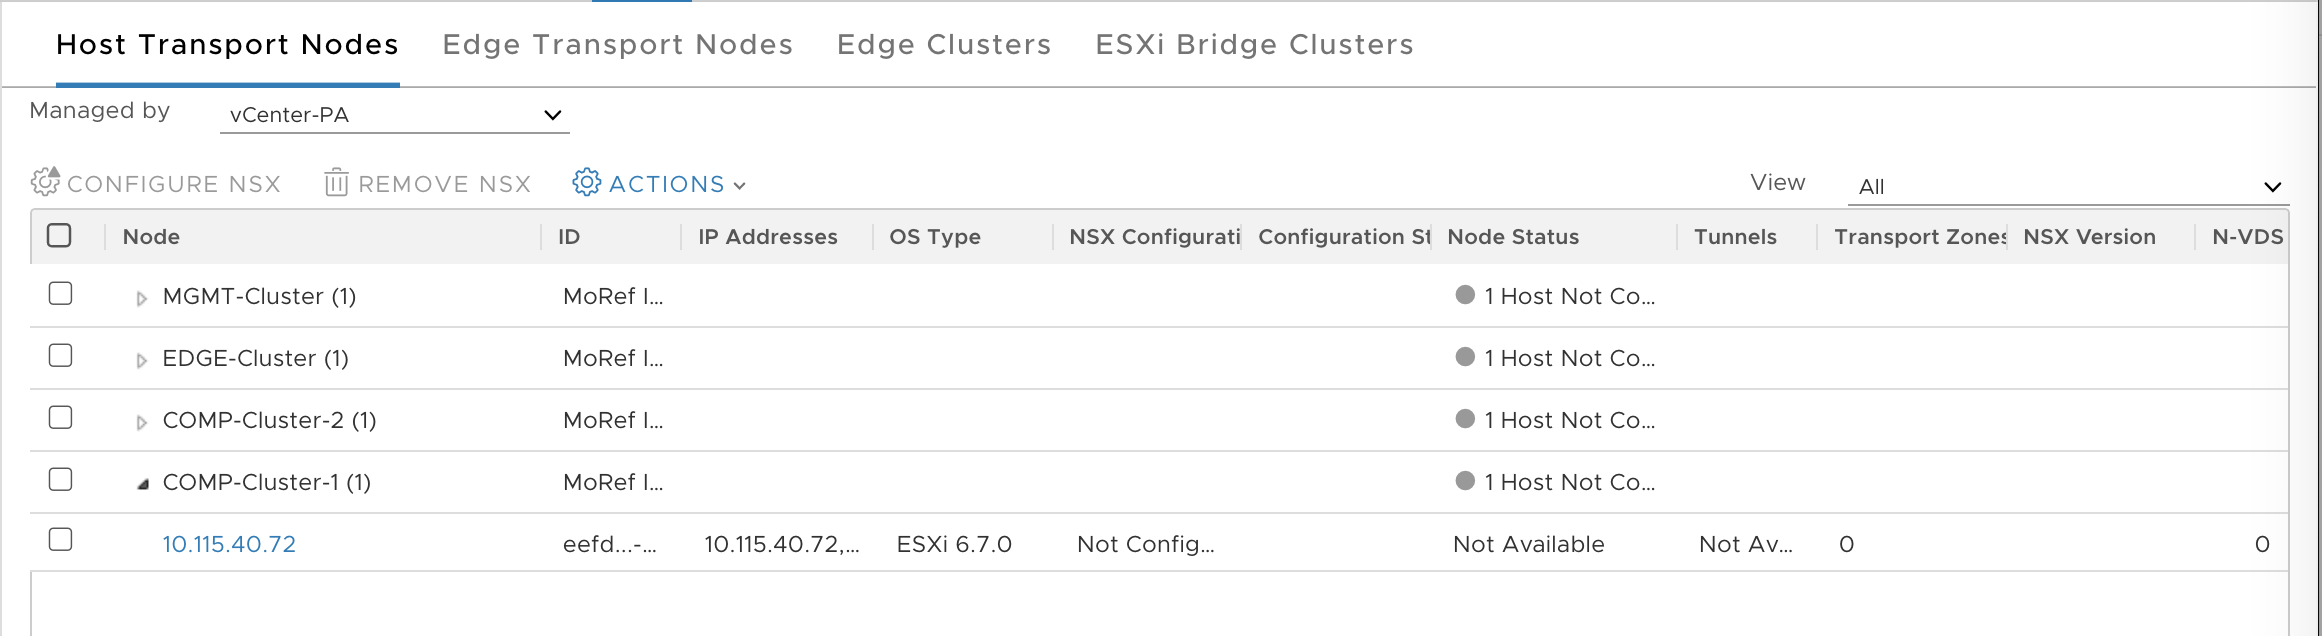 Host Transport Nodes Edge Transport Nodes Edge Clusters ESXi Bridge Clusters
Managed by vCenter-PA
CONFIGURE NSX REMOVE NSX ACTIONS View All
Node ID IP Addresses OS Type NSX Configurati Configuration St Node Status Tunnels Transport Zones NSX Version N-VDS
MGMT-Cluster (1) MoRef I... 1 Host Not Co...
EDGE-Cluster (1) MoRef I... 1 Host Not Co...
COMP-Cluster-2 (1) MoRef I... 1 Host Not Co...
COMP-Cluster-1 (1) MoRef I... 1 Host Not Co...
10.115.40.72 eefd...-... 10.115.40.72,... ESXi 6.7.0 Not Config... Not Available Not Av... 0 0